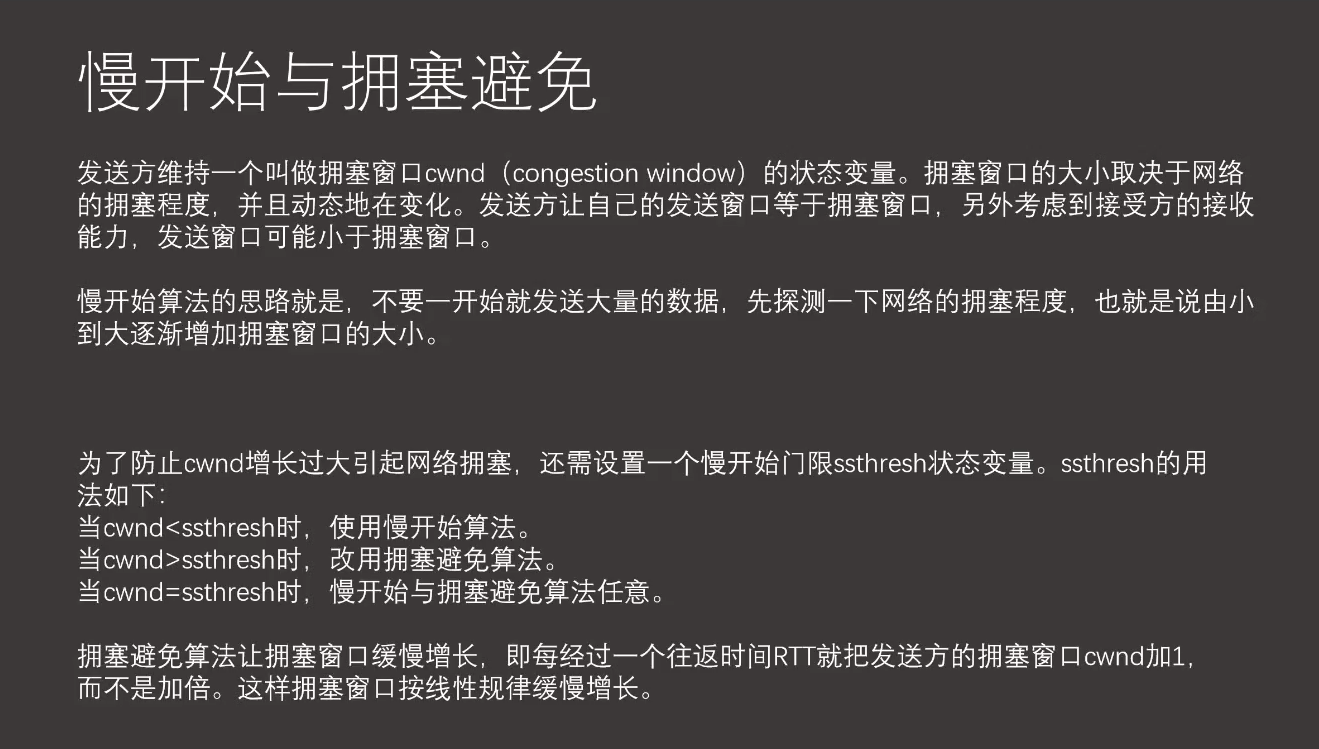 慢开始与拥塞避免
发送方维持一个叫做拥塞窗口cwnd（congestion window）的状态变量。拥塞窗口的大小取决于网络
的拥塞程度，并且动态地在变化。发送方让自己的发送窗口等于拥塞窗口，另外考虑到接受方的接收
能力，发送窗口可能小于拥塞窗口。
慢开始算法的思路就是，不要一开始就发送大量的数据，先探测一下网络的拥塞程度，也就是说由小
到大逐渐增加拥塞窗口的大小。
为了防止cwnd增长过大引起网络拥塞，还需设置一个慢开始门限ssthresh状态变量。ssthresh的用
法如下：
当cwnd<ssthresh时，使用慢开始算法。
当cwnd>ssthresh时，改用拥塞避免算法。
当cwnd=ssthresh时，慢开始与拥塞避免算法任意。
拥塞避免算法让拥塞窗口缓慢增长，即每经过一个往返时间RTT就把发送方的拥塞窗口cwnd加1，
而不是加倍。这样拥塞窗口按线性规律缓慢增长。